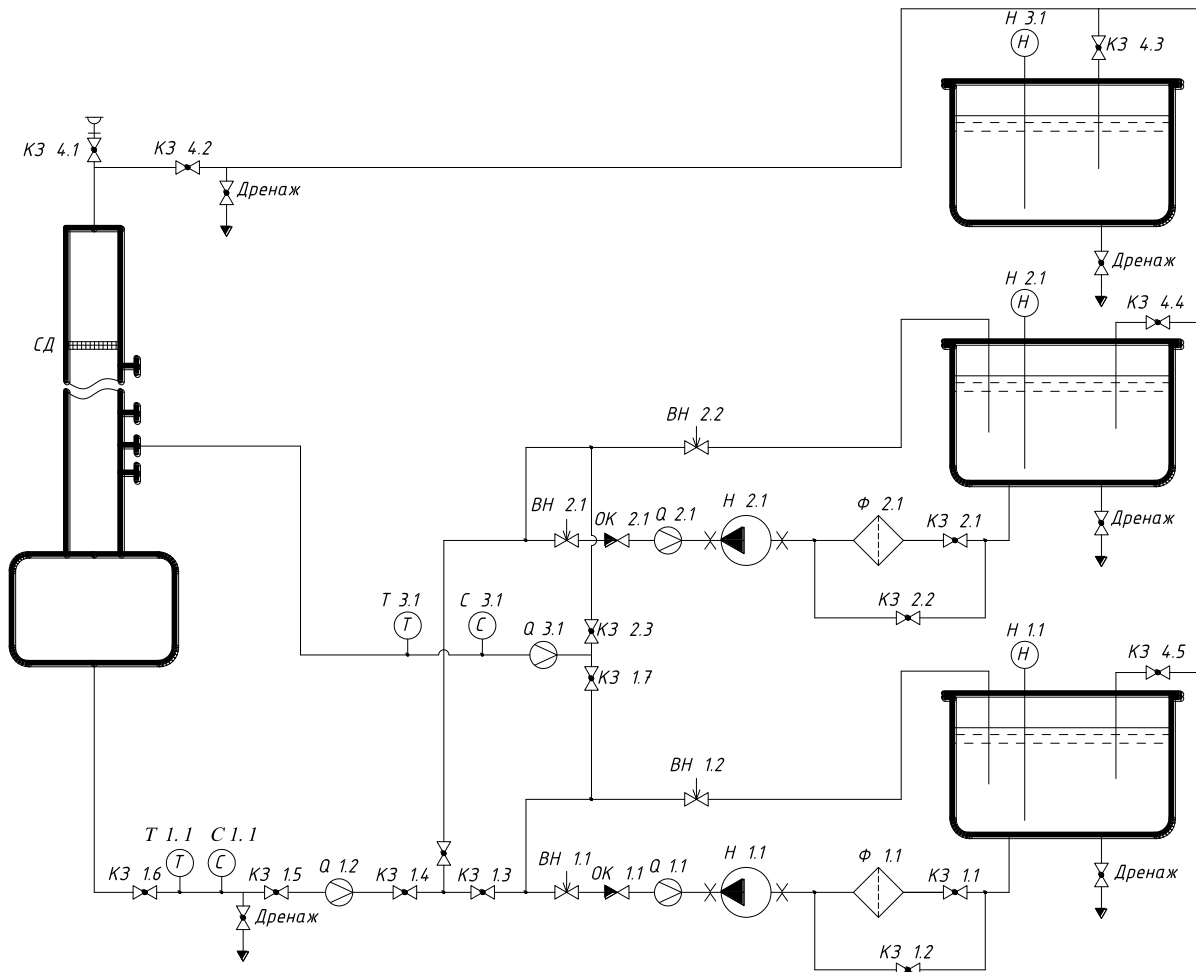 Н 3.1
Н
КЗ 4.3
КЗ 4.1
КЗ 4.2
Дренаж
Дренаж
Н 2.1
Н
КЗ 4.4
СД
ВН 2.2
ВН 2.1
ОК 2.1
Q 2.1
Н 2.1
Ф 2.1
КЗ 2.1
Дренаж
КЗ 2.2
Т 3.1
Т
С 3.1
С
Q 3.1
КЗ 2.3
КЗ 1.7
Н 1.1
Н
КЗ 4.5
ВН 1.2
Т 1.1
Т
С 1.1
С
КЗ 1.6
КЗ 1.5
Q 1.2
КЗ 1.4
КЗ 1.3
ВН 1.1
ОК 1.1
Q 1.1
Н 1.1
Ф 1.1
КЗ 1.1
Дренаж
Дренаж
КЗ 1.2